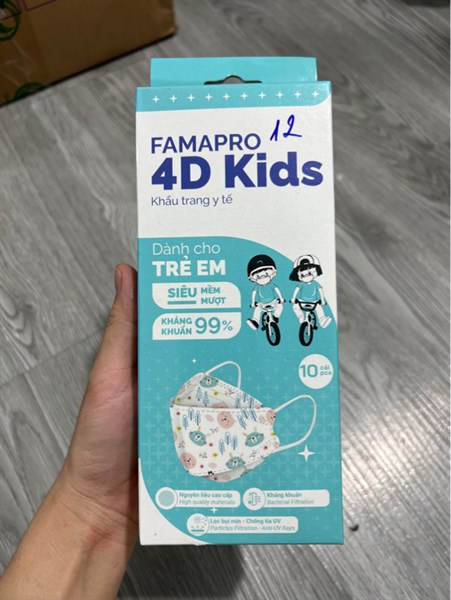 FAMAPRO 12
4D Kids
Khẩu trang y tế
Dành cho
TRẺ EM
SIÊU MỀM MƯỢT
KHÁNG KHUẨN 99%
10 cái pcs
Nguyên liệu cao cấp
High quality materials
Kháng khuẩn
Bacterial Filtration
Lọc bụi mịn - Chống tia UV
Particles Filtration - Anti-UV Rays